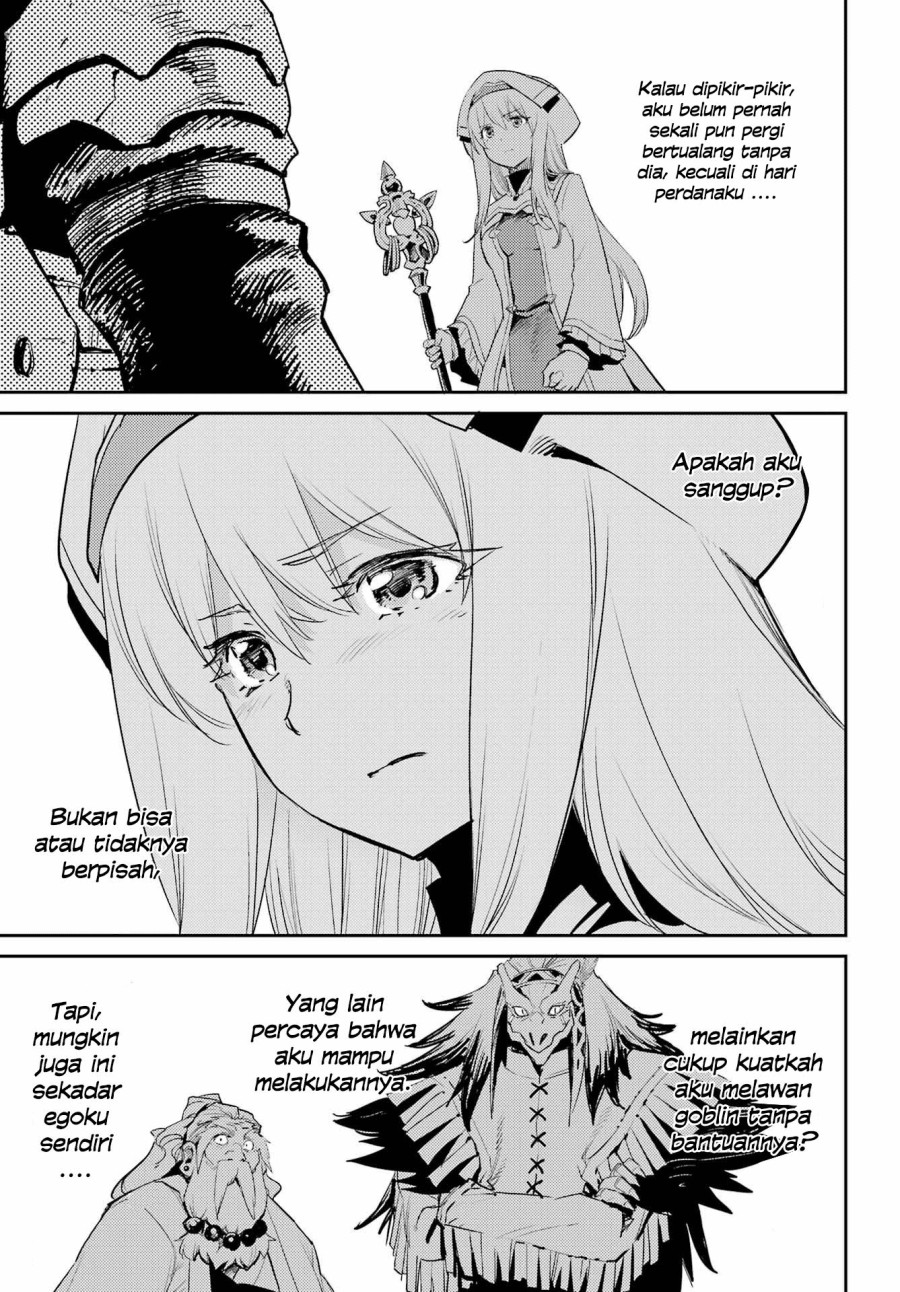 Kalau dipikir-pikir,
aku belum pernah
sekali pun pergi
bertualang tanpa
dia, kecuali di hari
perdanaku ....
Apakah aku
sanggup?
Bukan bisa
atau tidaknya
berpisah,
melainkan
cukup kuatkah
aku melawan
goblin tanpa
bantuannya?
Yang lain
percaya bahwa
aku mampu
melakukannya.
Tapi,
mungkin
juga ini
sekadar
egoku
sendiri
....